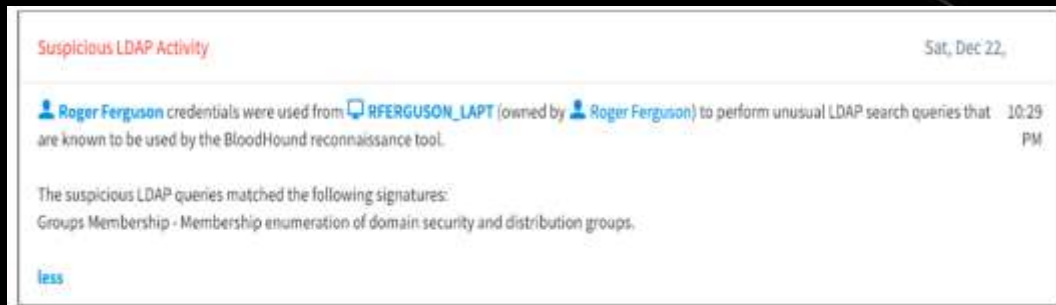 Suspicious LDAP Activity Sat, Dec 22,
Roger Ferguson credentials were used from RFERGUSON_LAPT (owned by Roger Ferguson) to perform unusual LDAP search queries that 10:29
are known to be used by the BloodHound reconnaissance tool. PM
The suspicious LDAP queries matched the following signatures:
Groups Membership - Membership enumeration of domain security and distribution groups.
less